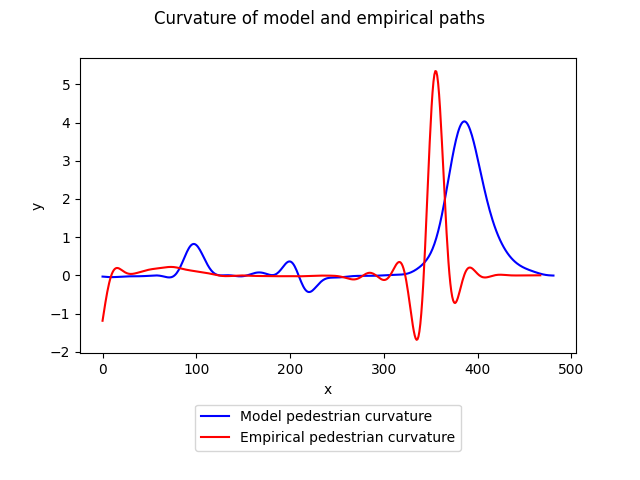 Curvature of model and empirical paths
5
4
3
2
1
0
−1
−2
y
0 100 200 300 400 500
x
Model pedestrian curvature
Empirical pedestrian curvature